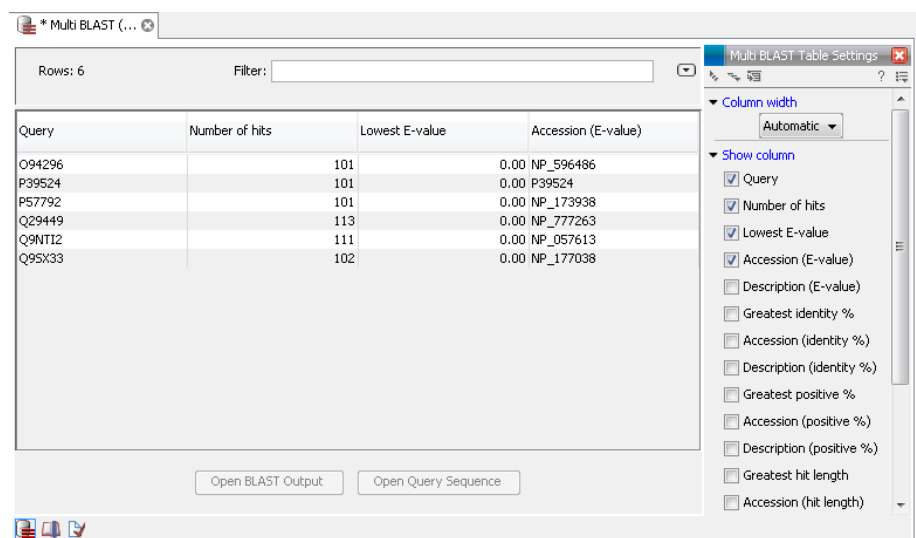 * Multi BLAST (...
Rows: 6 Filter:
Query Number of hits Lowest E-value Accession (E-value)
O94296 101 0.00 NP_596486
P39524 101 0.00 P39524
P57792 101 0.00 NP_173938
Q29449 113 0.00 NP_777263
Q9NTI2 111 0.00 NP_057613
Q9SX33 102 0.00 NP_177038
Open BLAST Output Open Query Sequence
Multi BLAST Table Settings
?
Column width
Automatic
Show column
Query
Number of hits
Lowest E-value
Accession (E-value)
Description (E-value)
Greatest identity %
Accession (identity %)
Description (identity %)
Greatest positive %
Accession (positive %)
Description (positive %)
Greatest hit length
Accession (hit length)